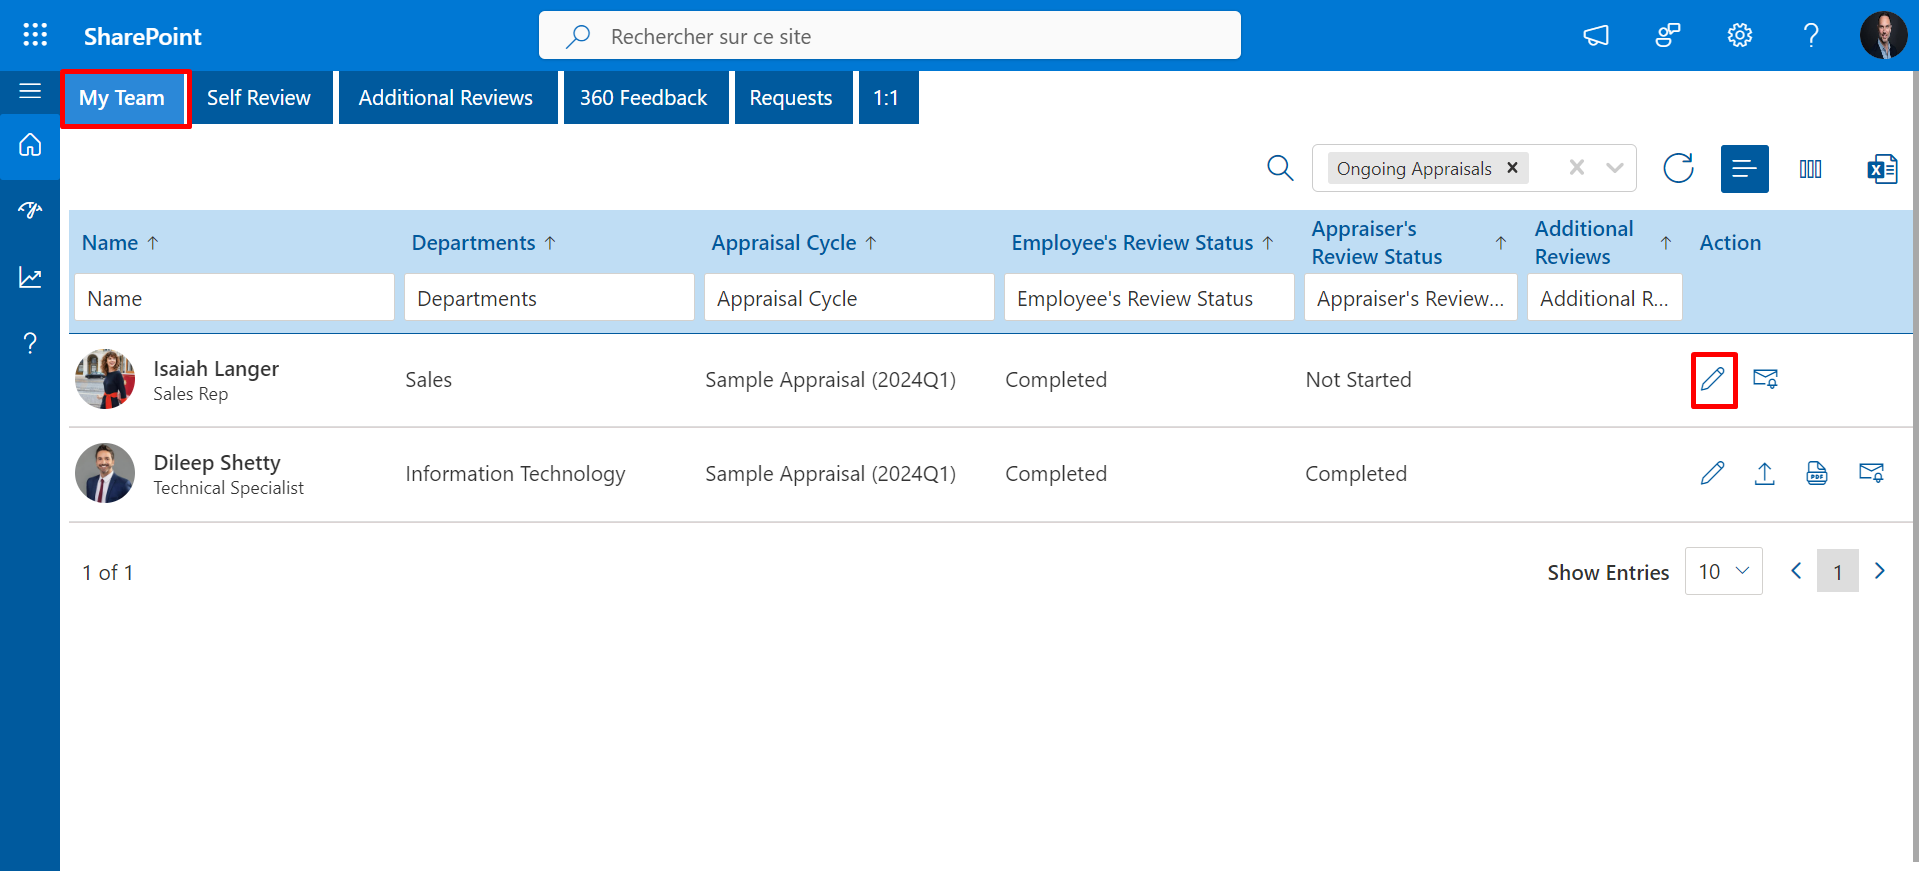 SharePoint
Rechercher sur ce site
My Team
Self Review
Additional Reviews
360 Feedback
Requests
1:1
Ongoing Appraisals
Name
Departments
Appraisal Cycle
Employee's Review Status
Appraiser's
Review Status
Additional
Reviews
Action
Name
Departments
Appraisal Cycle
Employee's Review Status
Appraiser's Review...
Additional R...
Isaiah Langer
Sales Rep
Sales
Sample Appraisal (2024Q1)
Completed
Not Started
Dileep Shetty
Technical Specialist
Information Technology
Sample Appraisal (2024Q1)
Completed
Completed
PDF
1 of 1
Show Entries
10
1